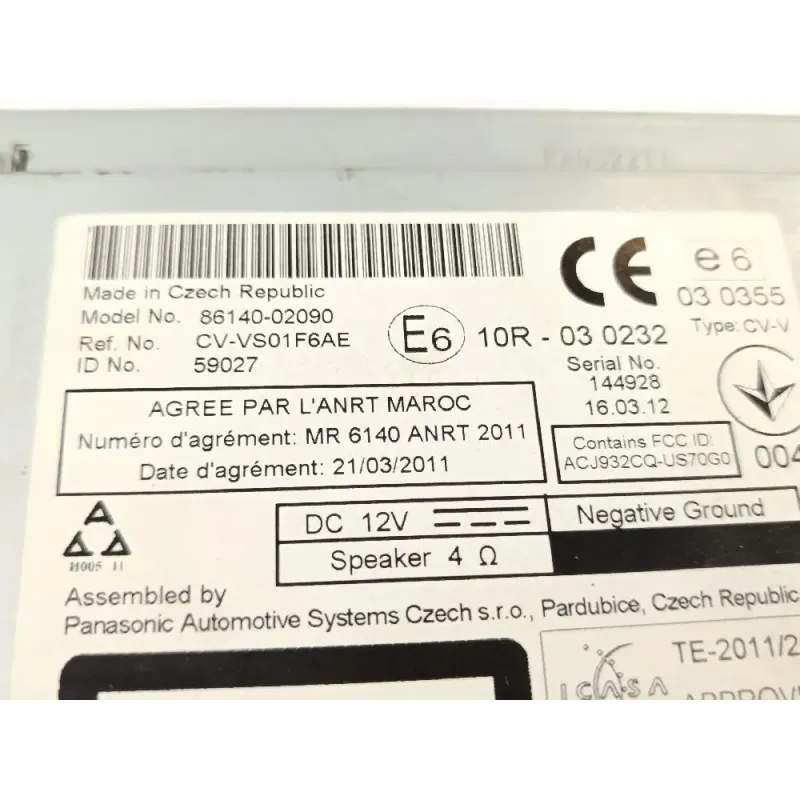 Made in Czech Republic
Model No. 86140-02090
Ref. No. CV-VS01F6AE
ID No. 59027
CE
e6
03 0355
Type: CV-V
E6 10R - 03 0232
Serial No.
144928
16.03.12
AGREE PAR L'ANRT MAROC
Numéro d'agrément: MR 6140 ANRT 2011
Date d'agrément: 21/03/2011
Contains FCC ID:
ACJ932CQ-US70G0
004
DC 12V
Speaker 4 Ω
Negative Ground
И005 11
Assembled by
Panasonic Automotive Systems Czech s.r.o., Pardubice, Czech Republic
ICASA
TE-2011/2
APPROVE